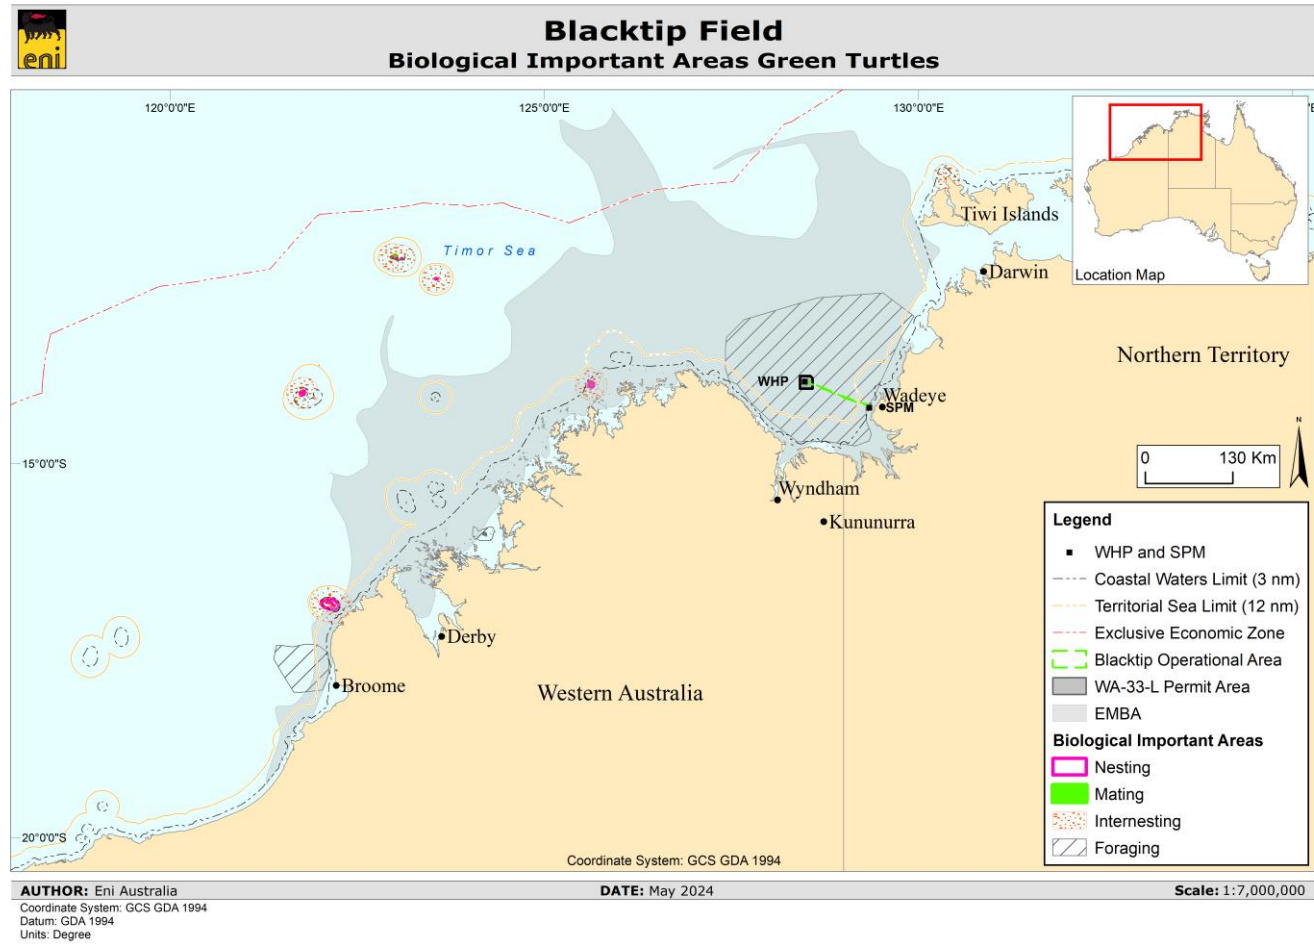 eni
Blacktip Field
Biological Important Areas Green Turtles
120°0'0"E
125°0'0"E
130°0'0"E
Timor Sea
Tiwi Islands
Darwin
Location Map
Northern Territory
WHP
Wadeye
SPM
15°0'0"S
N
0 130 Km
Wyndham
Kununurra
Derby
Broome
Western Australia
20°0'0"S
Coordinate System: GCS GDA 1994
Legend
WHP and SPM
Coastal Waters Limit (3 nm)
Territorial Sea Limit (12 nm)
Exclusive Economic Zone
Blacktip Operational Area
WA-33-L Permit Area
EMBA
Biological Important Areas
Nesting
Mating
Internesting
Foraging
AUTHOR: Eni Australia DATE: May 2024 Scale: 1:7,000,000
Coordinate System: GCS GDA 1994
Datum: GDA 1994
Units: Degree